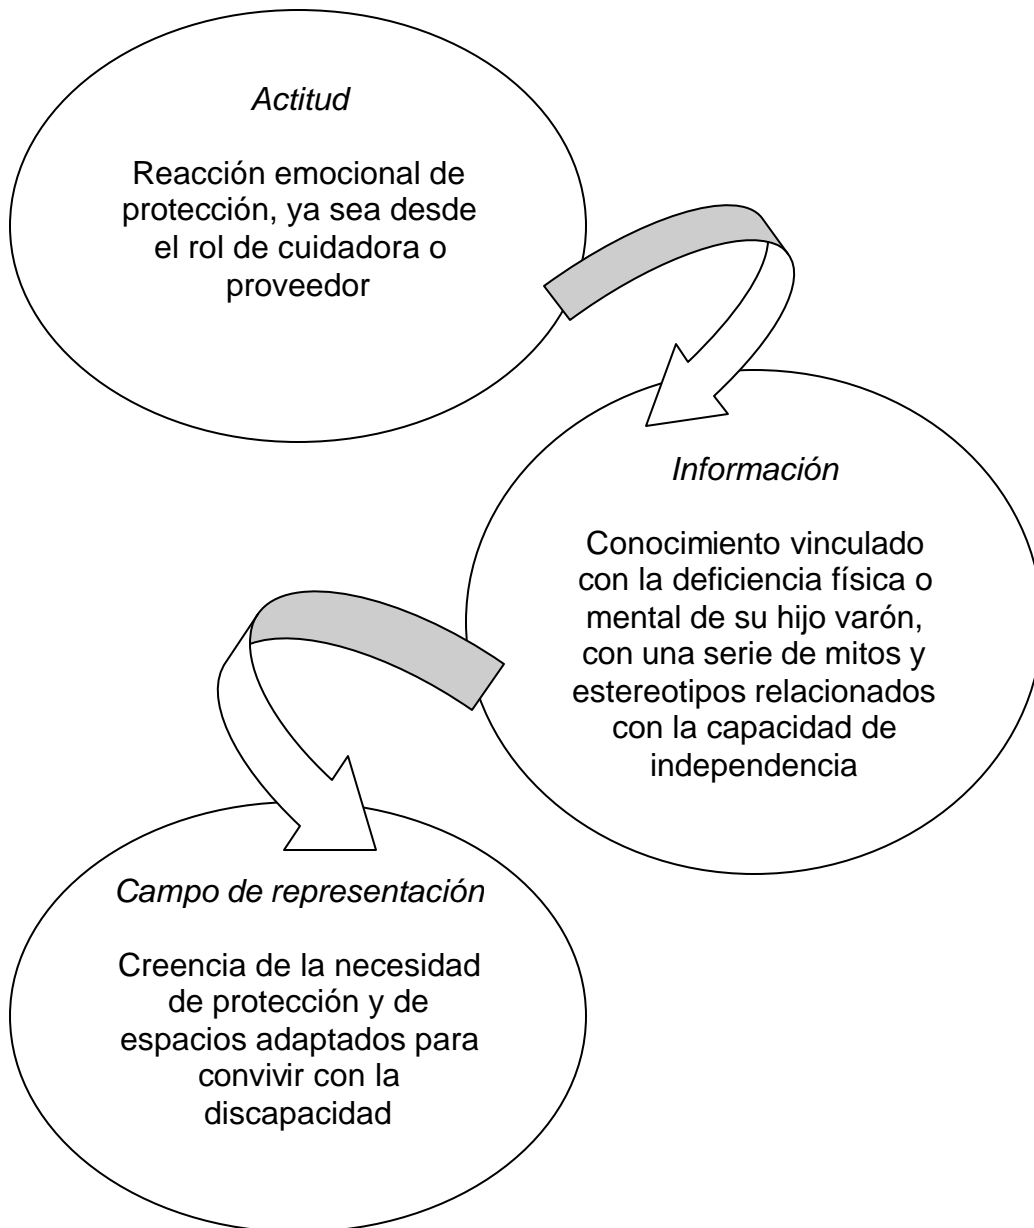 Actitud
Reacción emocional de
protección, ya sea desde
el rol de cuidadora o
proveedor
Información
Conocimiento vinculado
con la deficiencia física o
mental de su hijo varón,
con una serie de mitos y
estereotipos relacionados
con la capacidad de
independencia
Campo de representación
Creencia de la necesidad
de protección y de
espacios adaptados para
convivir con la
discapacidad